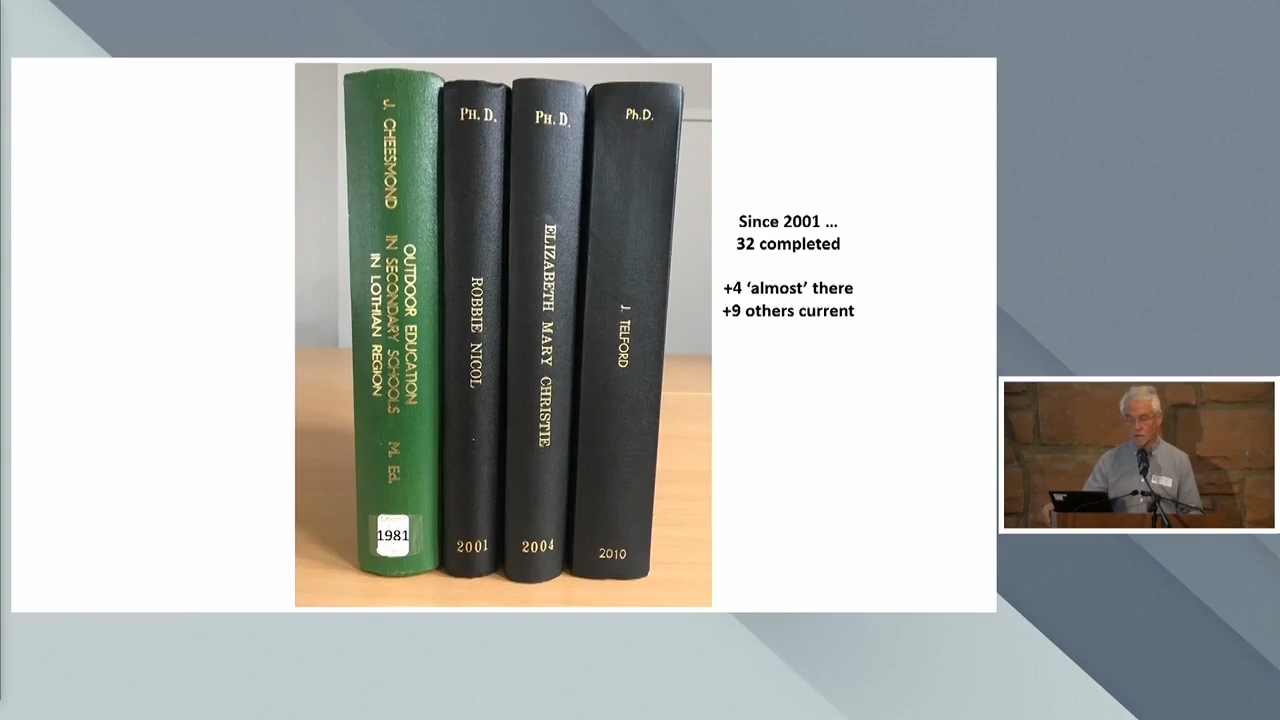 J. CHEESMOND
OUTDOOR EDUCATION
IN SECONDARY SCHOOLS
IN LOTHIAN REGION
M. Ed.
1981
PH. D.
ROBBIE NICOL
2001
PH. D.
ELIZABETH MARY CHRISTIE
2004
Ph.D.
J. TELFORD
2010
Since 2001 ...
32 completed
+4 ‘almost’ there
+9 others current